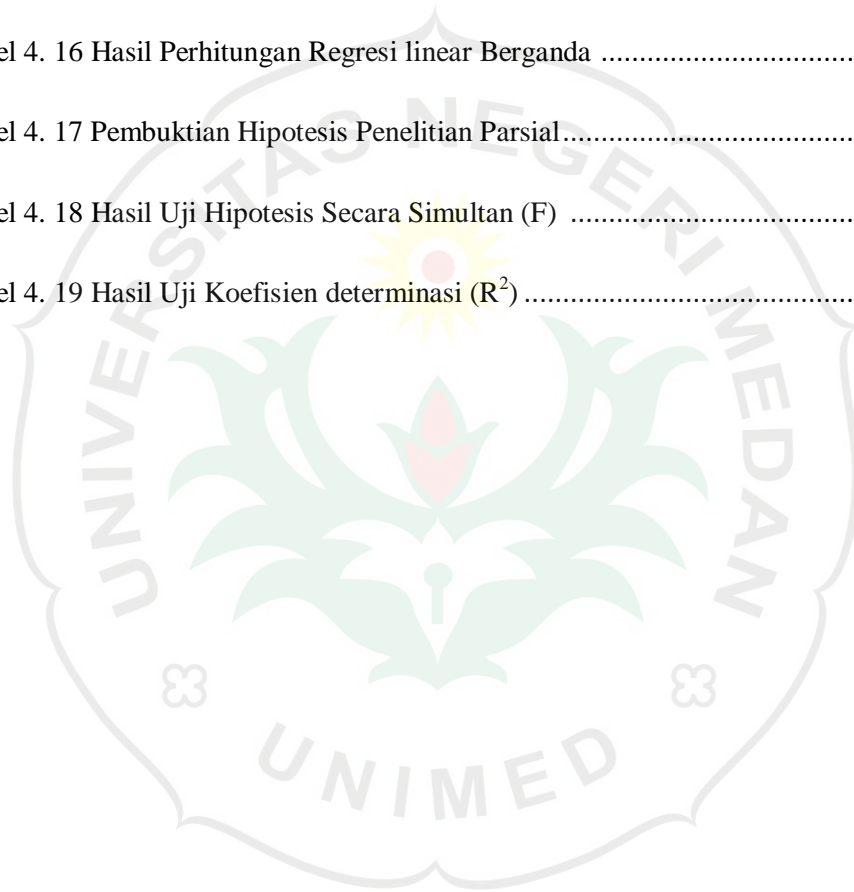 el 4. 16 Hasil Perhitungan Regresi linear Berganda ..................................
el 4. 17 Pembuktian Hipotesis Penelitian Parsial.......................................
el 4. 18 Hasil Uji Hipotesis Secara Simultan (F) ......................................
el 4. 19 Hasil Uji Koefisien determinasi (R²) ............................................
UNIVERSITAS NEGERI MEDAN
UNIMED